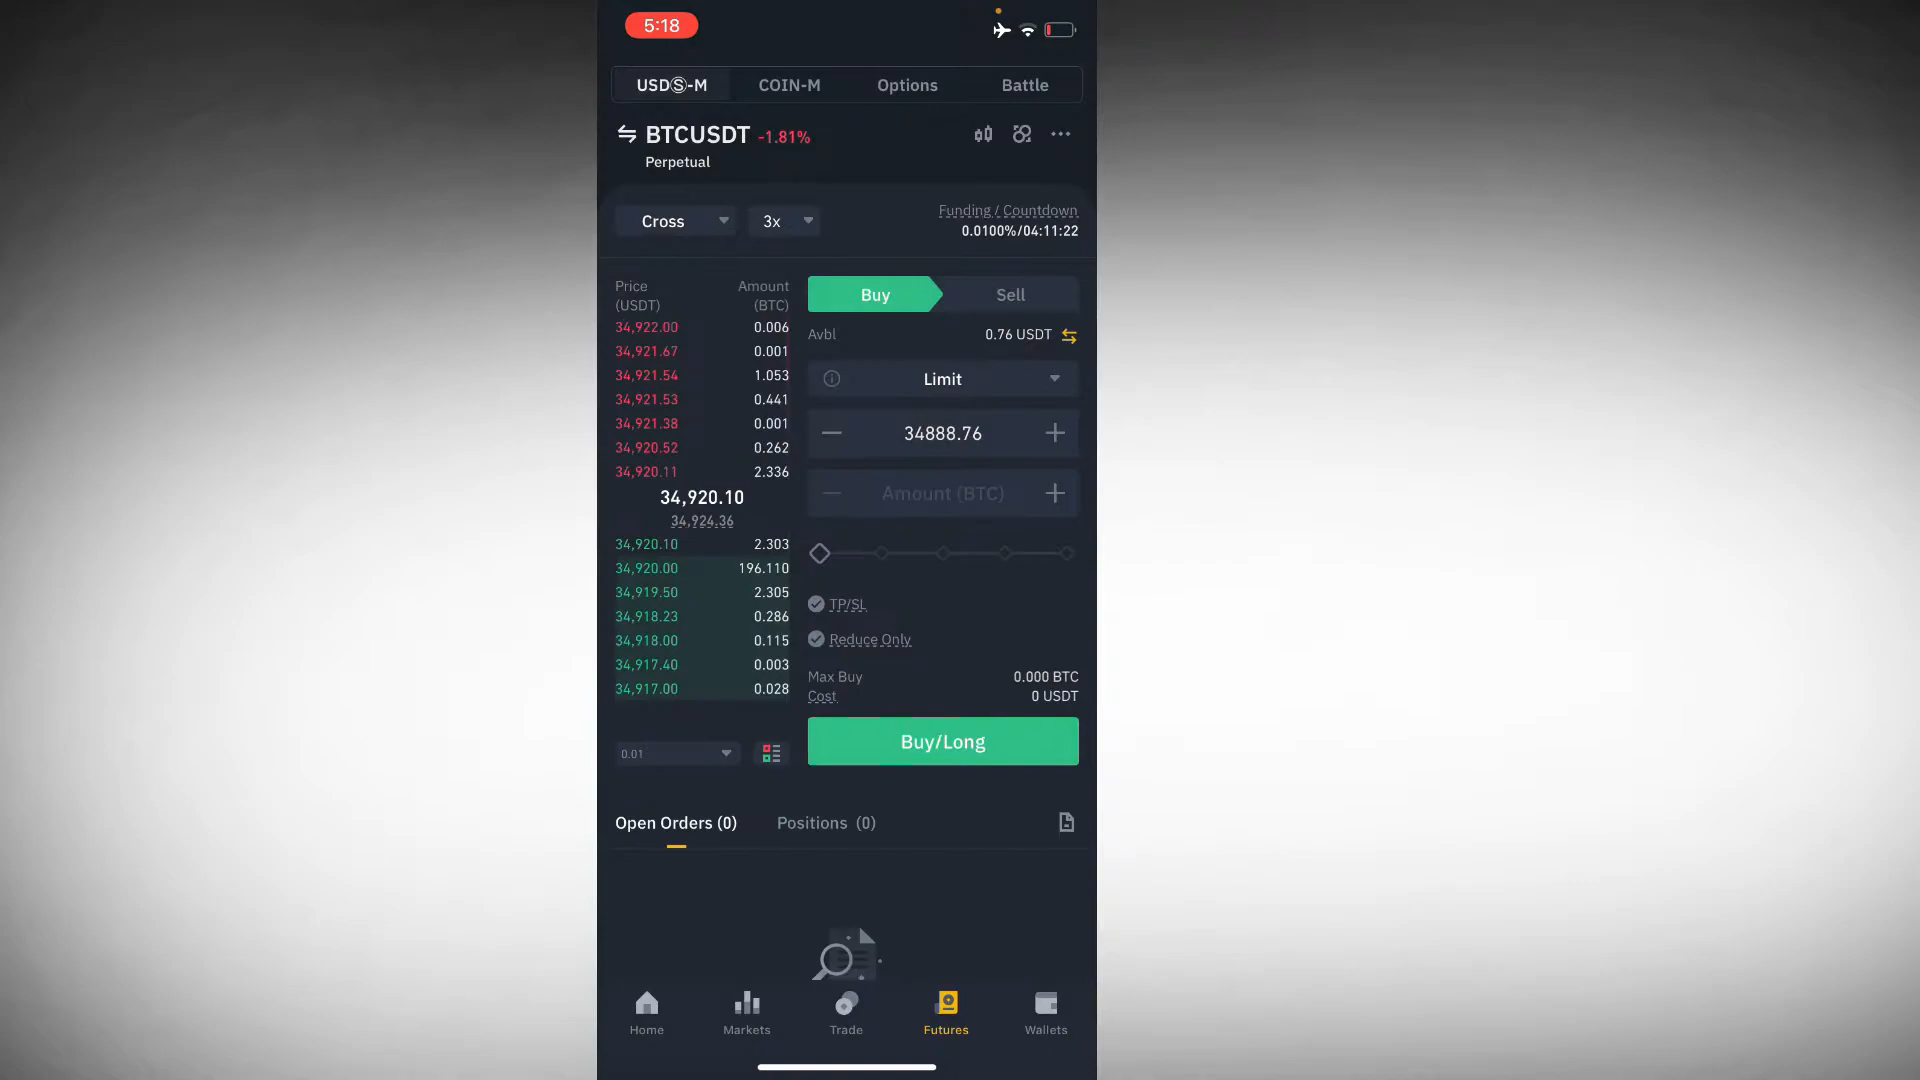 5:18
USDⓈ-M COIN-M Options Battle
BTCUSDT -1.81%
Perpetual
Cross 3x
Funding / Countdown
0.0100%/04:11:22
Price Amount
(USDT) (BTC)
34,922.00 0.006
34,921.67 0.001
34,921.54 1.053
34,921.53 0.441
34,921.38 0.001
34,920.52 0.262
34,920.11 2.336
34,920.10
34,924.36
34,920.10 2.303
34,920.00 196.110
34,919.50 2.305
34,918.23 0.286
34,918.00 0.115
34,917.40 0.003
34,917.00 0.028
0.01
Buy Sell
Avbl 0.76 USDT
Limit
34888.76
Amount (BTC)
TP/SL
Reduce Only
Max Buy 0.000 BTC
Cost 0 USDT
Buy/Long
Open Orders (0) Positions (0)
Home Markets Trade Futures Wallets